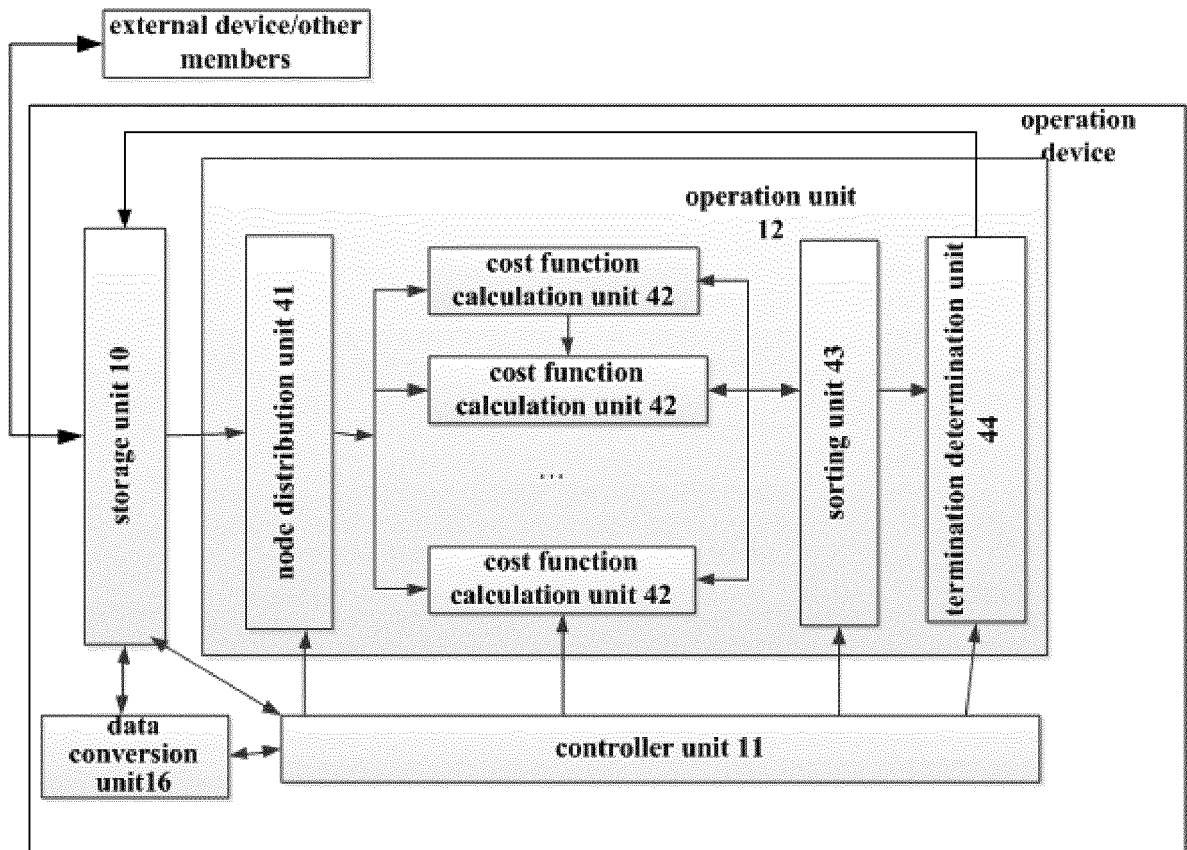 external device/other
members
operation
device
operation unit
12
storage unit 10
node distribution unit 41
cost function
calculation unit 42
cost function
calculation unit 42
...
cost function
calculation unit 42
sorting unit 43
termination determination unit
44
data
conversion
unit16
controller unit 11